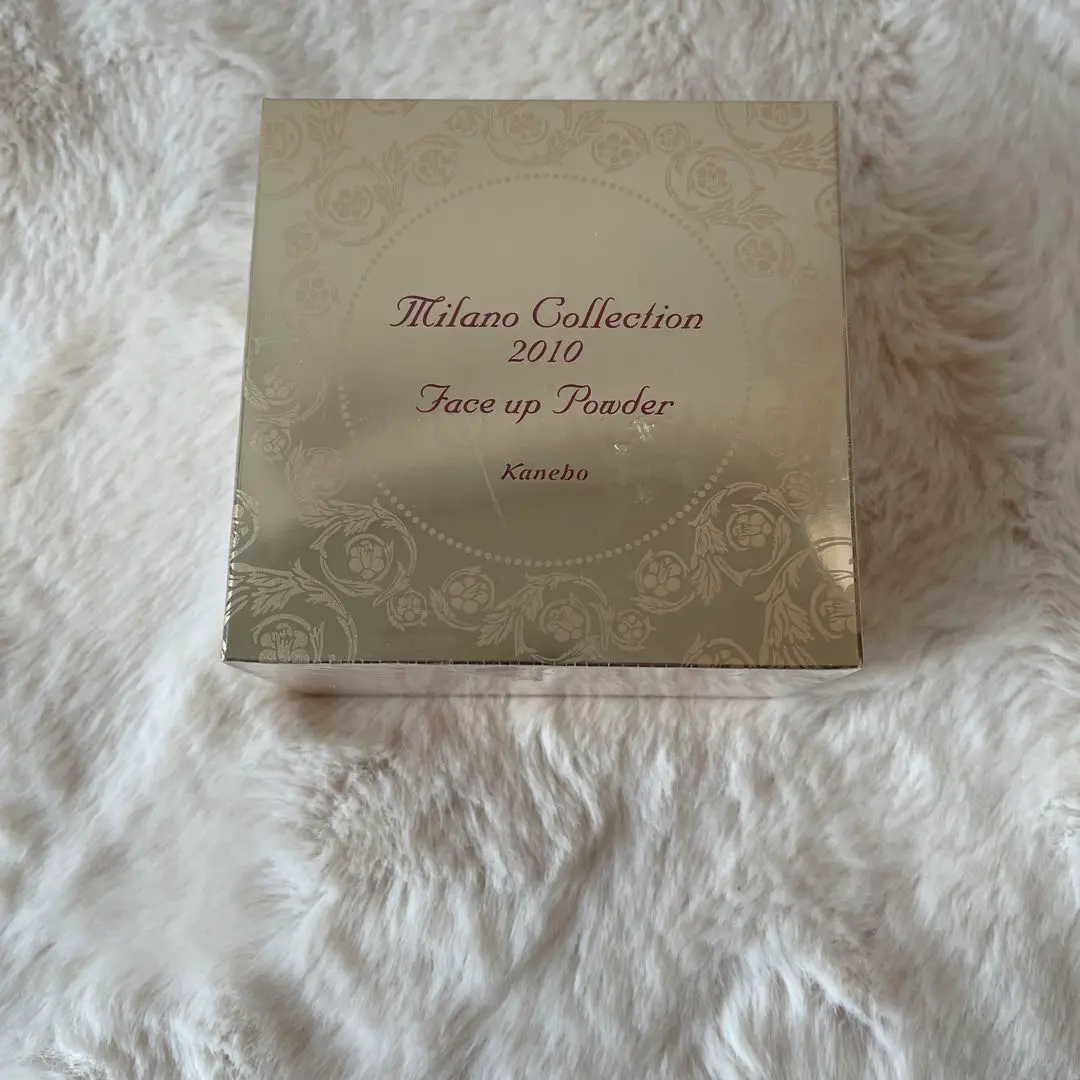 Milano Collection
2010
Face up Powder
Kanebo